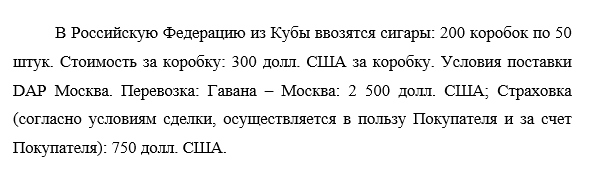 В Российскую Федерацию из Кубы ввозятся сигары: 200 коробок по 50
штук. Стоимость за коробку: 300 долл. США за коробку. Условия поставки
DAP Москва. Перевозка: Гавана – Москва: 2 500 долл. США; Страховка
(согласно условиям сделки, осуществляется в пользу Покупателя и за счет
Покупателя): 750 долл. США.